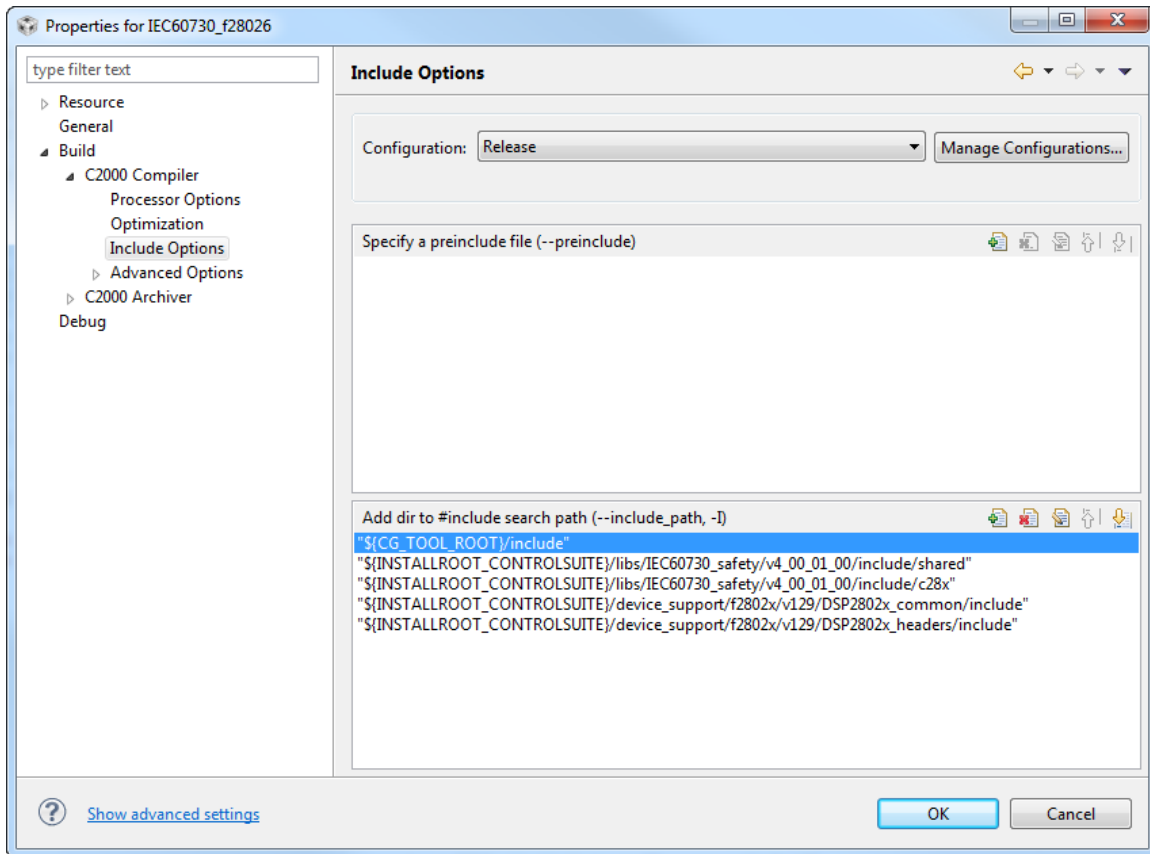 Properties for IEC60730_f28026
type filter text
Resource
General
Build
C2000 Compiler
Processor Options
Optimization
Include Options
Advanced Options
C2000 Archiver
Debug
Include Options
Configuration: Release Manage Configurations...
Specify a preinclude file (--preinclude)
Add dir to #include search path (--include_path, -I)
"${CG_TOOL_ROOT}/include"
"${INSTALLROOT_CONTROLSUITE}/libs/IEC60730_safety/v4_00_01_00/include/shared"
"${INSTALLROOT_CONTROLSUITE}/libs/IEC60730_safety/v4_00_01_00/include/c28x"
"${INSTALLROOT_CONTROLSUITE}/device_support/f2802x/v129/DSP2802x_common/include"
"${INSTALLROOT_CONTROLSUITE}/device_support/f2802x/v129/DSP2802x_headers/include"
Show advanced settings
OK Cancel